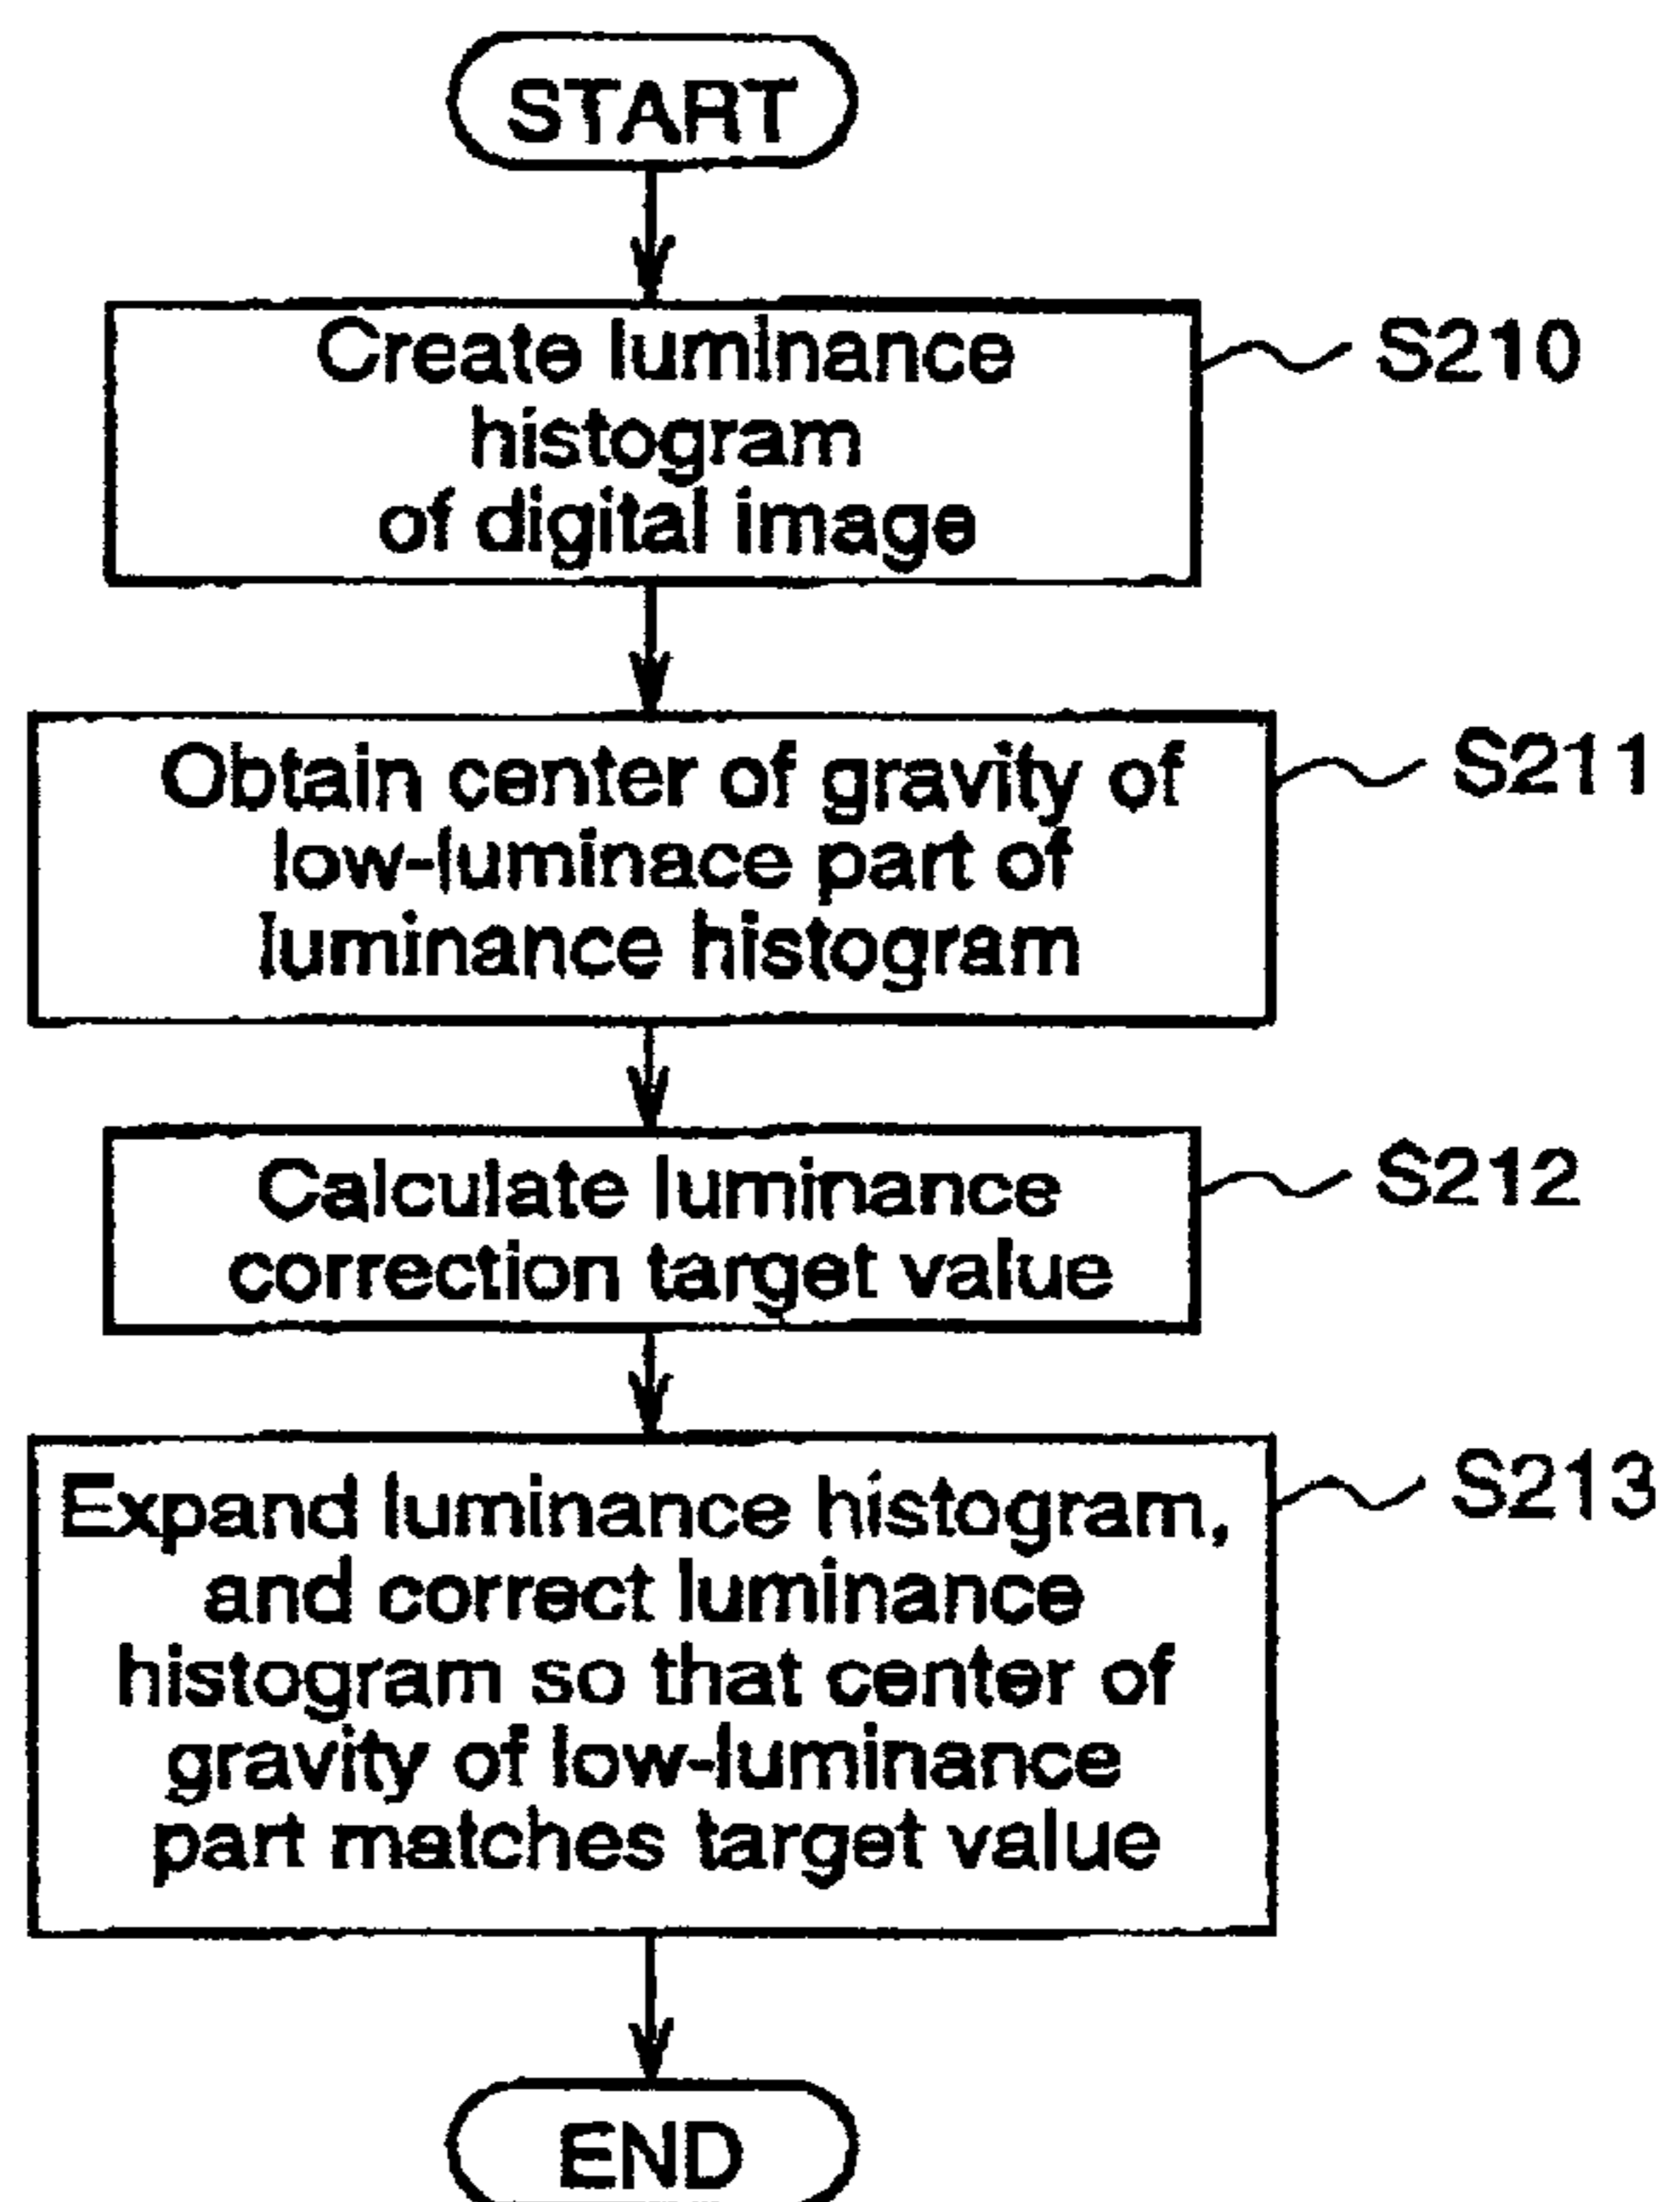 START
Create luminance
histogram
of digital image
S210
Obtain center of gravity of
low-luminace part of
luminance histogram
S211
Calculate luminance
correction target value
S212
Expand luminance histogram,
and correct luminance
histogram so that center of
gravity of low-luminance
part matches target value
S213
END